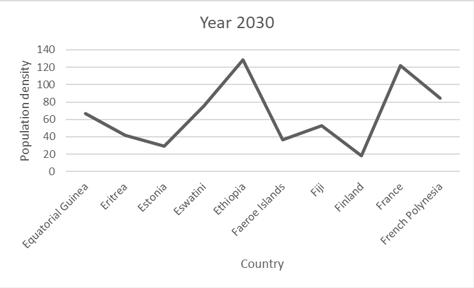 Year 2030
Population density
140
120
100
80
60
40
20
0
Equatorial Guinea
Eritrea
Estonia
Eswatini
Ethiopia
Faeroe Islands
Fiji
Finland
France
French Polynesia
Country